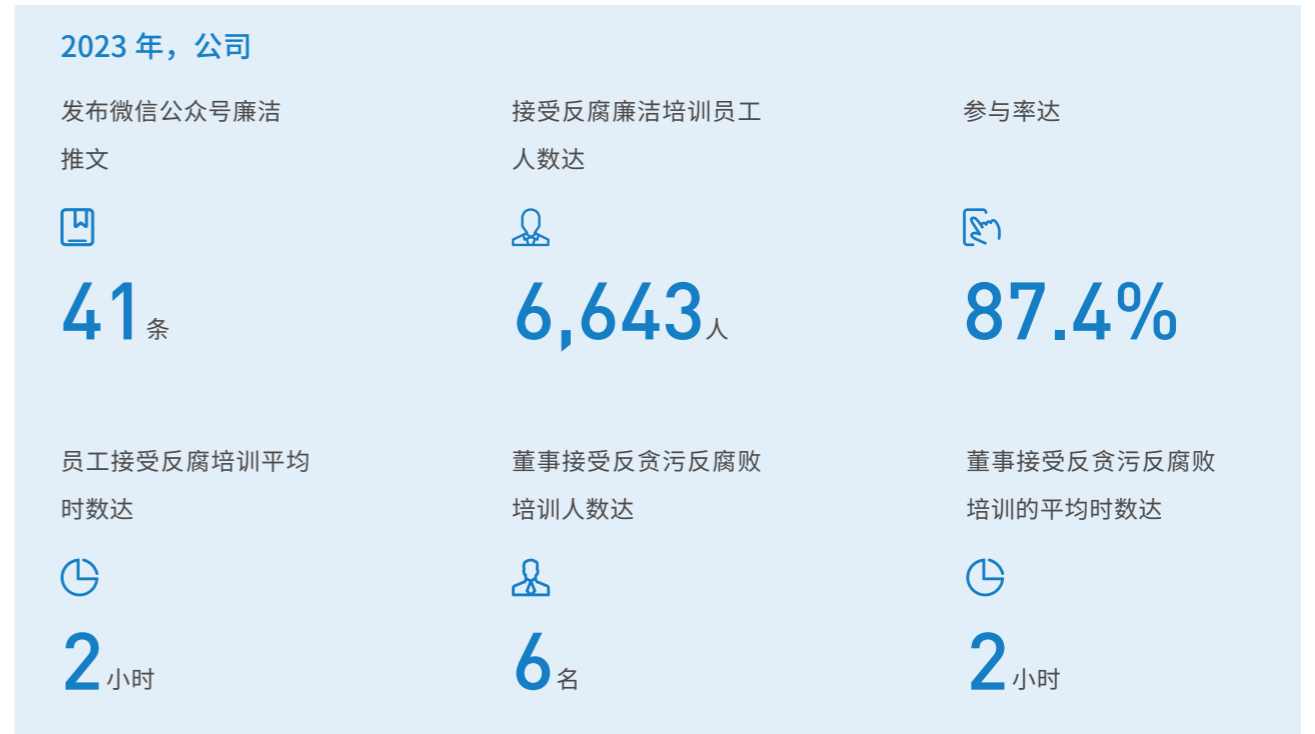 2023 年，公司
发布微信公众号廉洁
推文
41条
接受反腐廉洁培训员工
人数达
6,643人
参与率达
87.4%
员工接受反腐培训平均
时数达
2小时
董事接受反贪污反腐败
培训人数达
6名
董事接受反贪污反腐败
培训的平均时数达
2小时